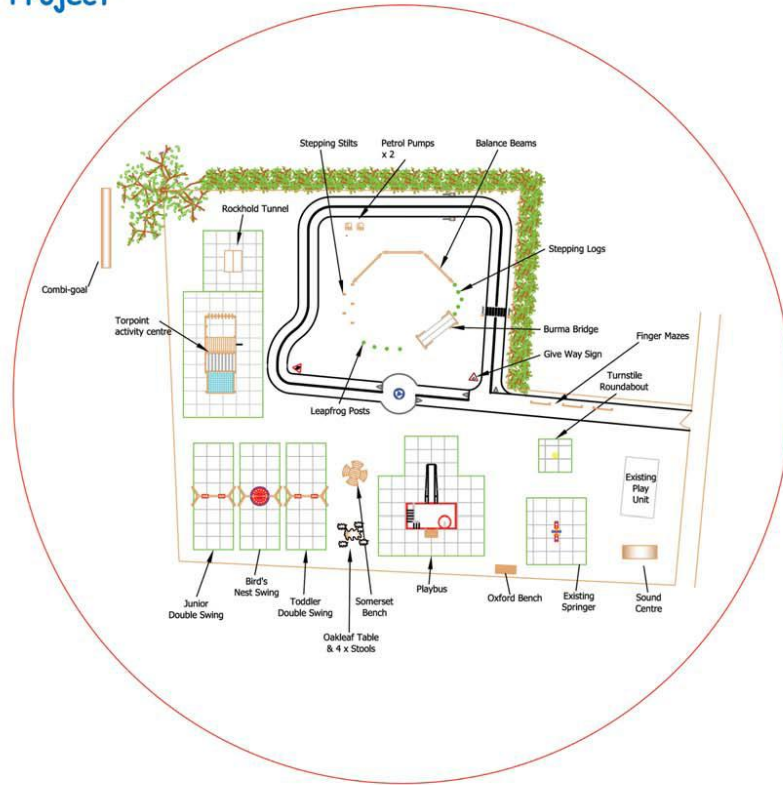 Project
Stepping Stilts
Petrol Pumps
x 2
Balance Beams
Rockhold Tunnel
Stepping Logs
Combi-goal
Torpoint
activity centre
Burma Bridge
Finger Mazes
Give Way Sign
Turnstile
Roundabout
Leapfrog Posts
Existing
Play
Unit
Junior
Double Swing
Bird's
Nest Swing
Toddler
Double Swing
Somerset
Bench
Oakleaf Table
& 4 x Stools
Playbus
Oxford Bench
Existing
Springer
Sound
Centre